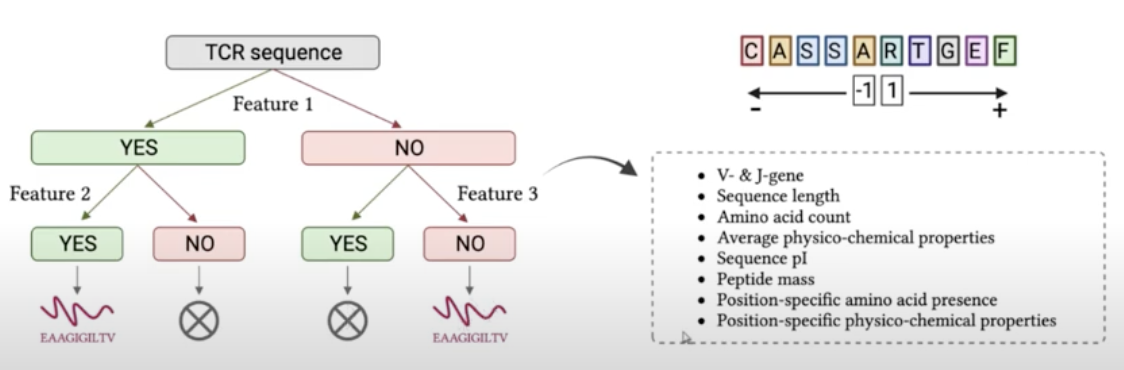 TCR sequence
Feature 1
YES
NO
Feature 2
Feature 3
YES
NO
YES
NO
EAAGIGILTV
EAAGIGILTV
C A S S A R T G E F
-1 1
- +
• V- & J-gene
• Sequence length
• Amino acid count
• Average physico-chemical properties
• Sequence pI
• Peptide mass
• Position-specific amino acid presence
• Position-specific physico-chemical properties